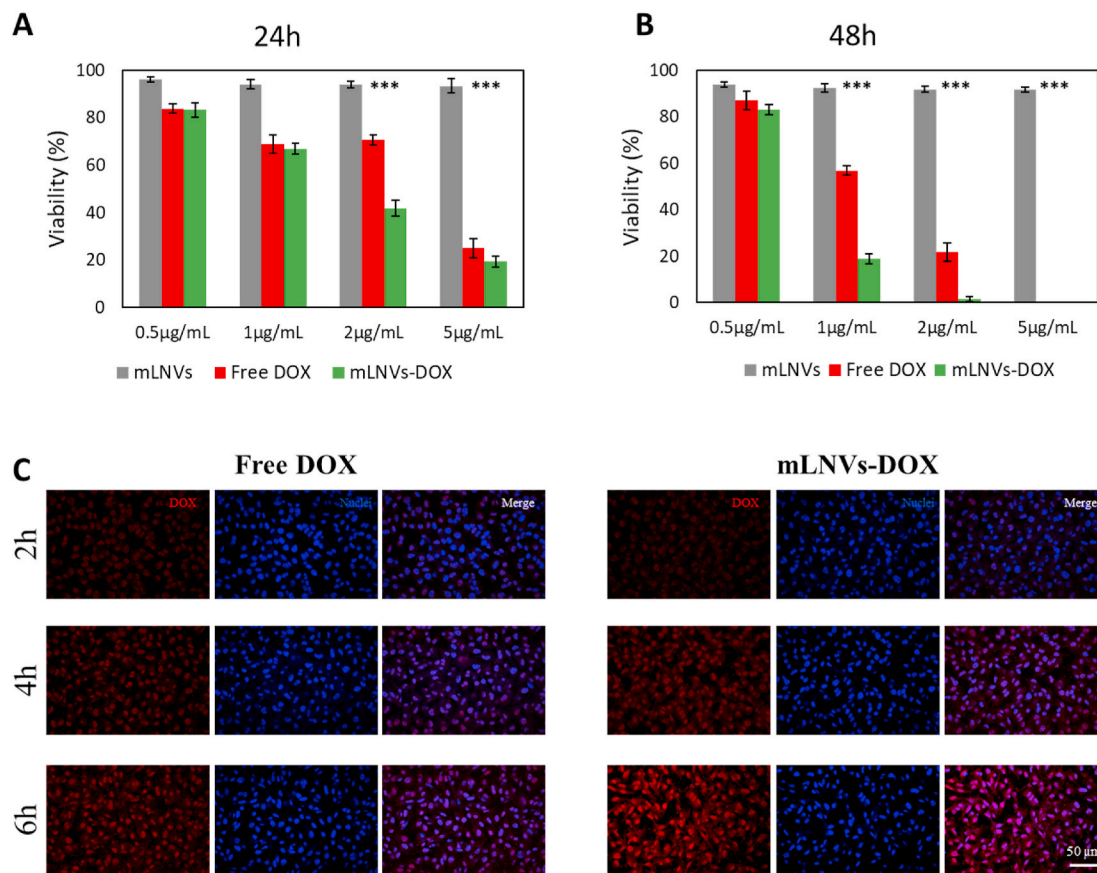 A
24h
100
80
60
40
20
0
Viability (%)
*** ***
0.5µg/mL 1µg/mL 2µg/mL 5µg/mL
mLNVs Free DOX mLNVs-DOX
B
48h
100
80
60
40
20
0
Viability (%)
*** *** ***
0.5µg/mL 1µg/mL 2µg/mL 5µg/mL
mLNVs Free DOX mLNVs-DOX
C
Free DOX mLNVs-DOX
2h
DOX Nuclei Merge DOX Nuclei Merge
4h
6h
50 µm